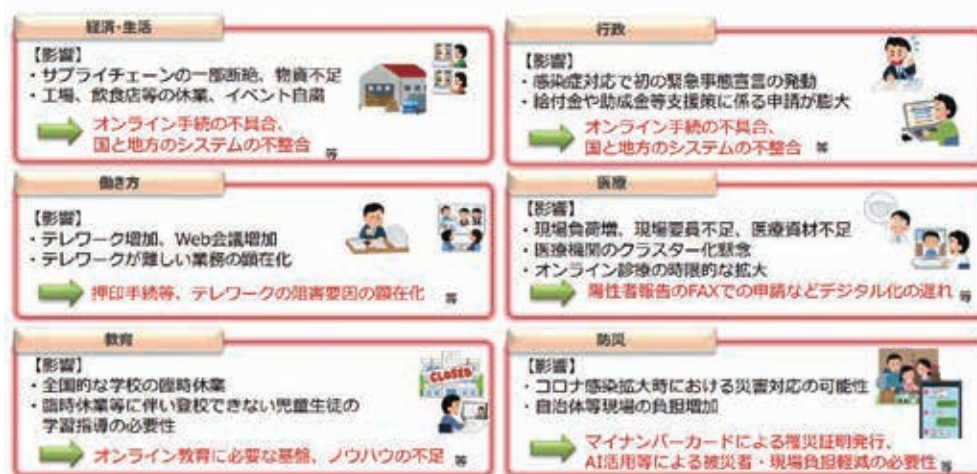 経済・生活
【影響】
・サプライチェーンの一部断絶、物資不足
・工場、飲食店等の休業、イベント自粛
オンライン手続の不具合、
国と地方のシステムの不整合 等
行政
【影響】
・感染症対応で初の緊急事態宣言の発動
・給付金や助成金等支援策に係る申請が膨大
オンライン手続の不具合、
国と地方のシステムの不整合 等
働き方
【影響】
・テレワーク増加、Web会議増加
・テレワークが難しい業務の顕在化
押印手続等、テレワークの阻害要因の顕在化 等
医療
【影響】
・現場負荷増、現場要員不足、医療資材不足
・医療機関のクラスター化懸念
・オンライン診療の時限的な拡大
陽性者報告のFAXでの申請などデジタル化の遅れ 等
教育
【影響】
・全国的な学校の臨時休業
・臨時休業等に伴い登校できない児童生徒の
学習指導の必要性
CLOSED
オンライン教育に必要な基盤、ノウハウの不足 等
防災
【影響】
・コロナ感染拡大時における災害対応の可能性
・自治体等現場の負担増加
マイナンバーカードによる罹災証明発行、
AI活用等による被災者・現場負担軽減の必要性 等